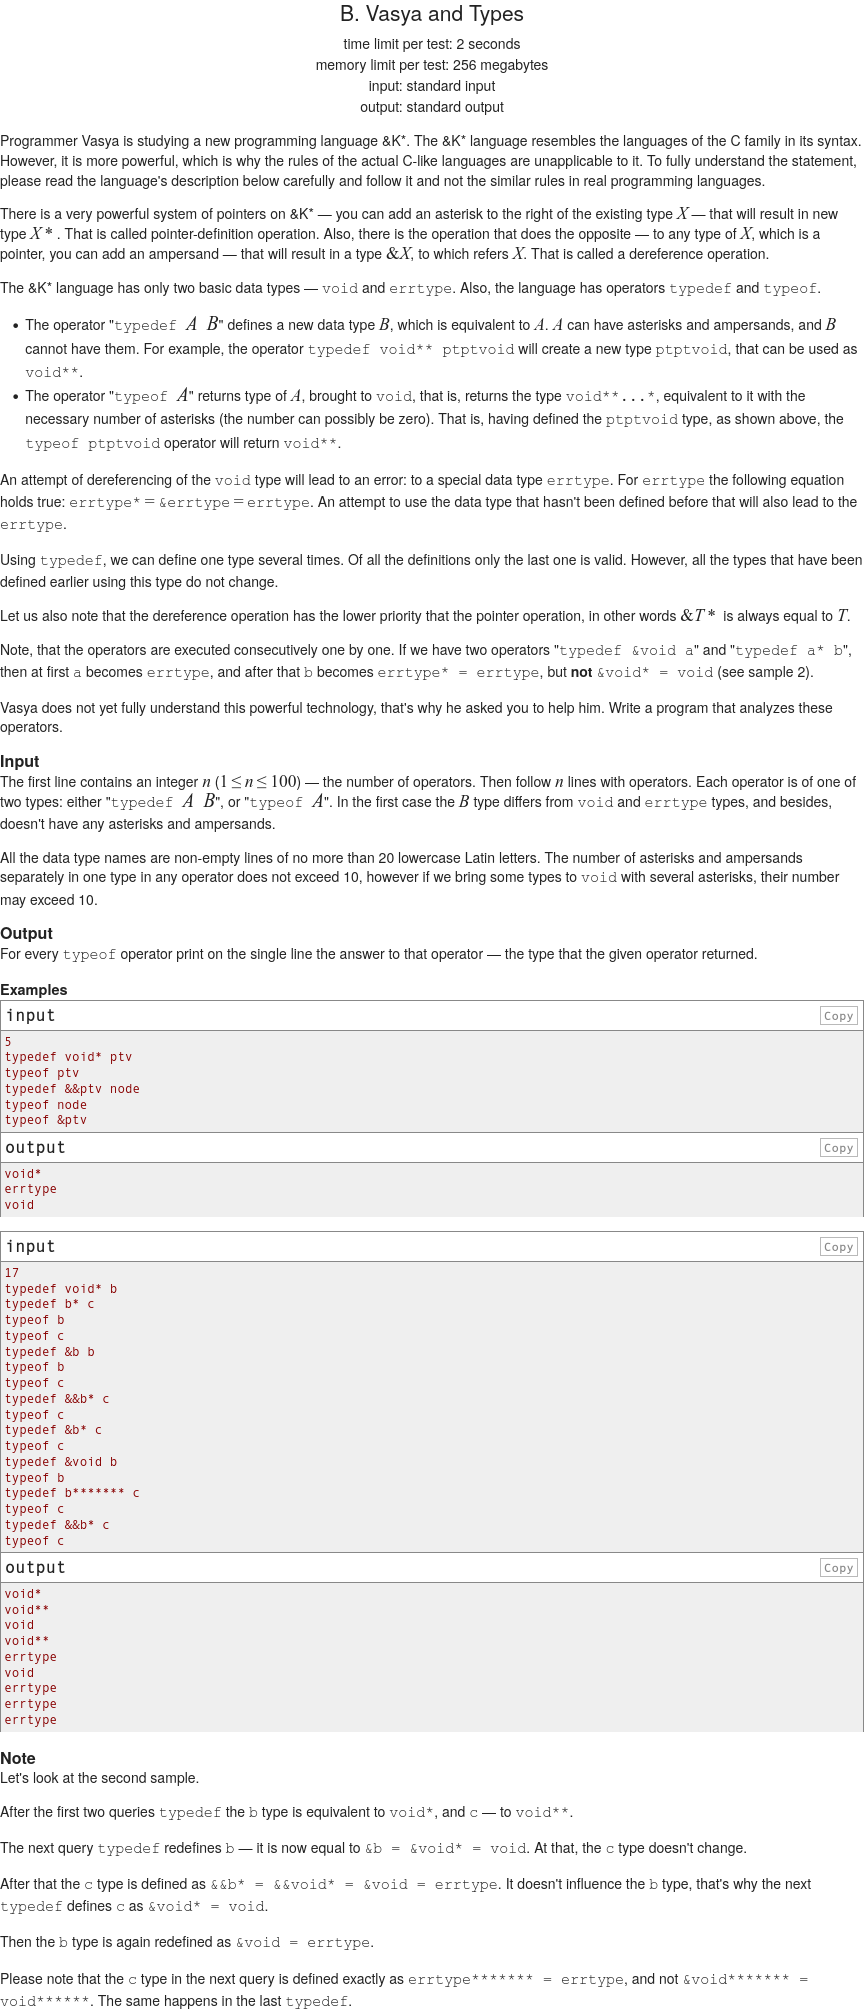 B. Vasya and Types
time limit per test: 2 seconds
memory limit per test: 256 megabytes
input: standard input
output: standard output
Programmer Vasya is studying a new programming language &K*. The &K* language resembles the languages of the C family in its syntax.
However, it is more powerful, which is why the rules of the actual C-like languages are unapplicable to it. To fully understand the statement,
please read the language's description below carefully and follow it and not the similar rules in real programming languages.
There is a very powerful system of pointers on &K* — you can add an asterisk to the right of the existing type X — that will result in new
type X * . That is called pointer-definition operation. Also, there is the operation that does the opposite — to any type of X, which is a
pointer, you can add an ampersand — that will result in a type &X, to which refers X. That is called a dereference operation.
The &K* language has only two basic data types — void and errtype. Also, the language has operators typedef and typeof.
• The operator "typedef A B" defines a new data type B, which is equivalent to A. A can have asterisks and ampersands, and B
cannot have them. For example, the operator typedef void** ptptvoid will create a new type ptptvoid, that can be used as
void**.
• The operator "typeof A" returns type of A, brought to void, that is, returns the type void**...*, equivalent to it with the
necessary number of asterisks (the number can possibly be zero). That is, having defined the ptptvoid type, as shown above, the
typeof ptptvoid operator will return void**.
An attempt of dereferencing of the void type will lead to an error: to a special data type errtype. For errtype the following equation
holds true: errtype* = &errtype = errtype. An attempt to use the data type that hasn't been defined before that will also lead to the
errtype.
Using typedef, we can define one type several times. Of all the definitions only the last one is valid. However, all the types that have been
defined earlier using this type do not change.
Let us also note that the dereference operation has the lower priority that the pointer operation, in other words &T * is always equal to T.
Note, that the operators are executed consecutively one by one. If we have two operators "typedef &void a" and "typedef a* b",
then at first a becomes errtype, and after that b becomes errtype* = errtype, but not &void* = void (see sample 2).
Vasya does not yet fully understand this powerful technology, that's why he asked you to help him. Write a program that analyzes these
operators.
Input
The first line contains an integer n (1 ≤ n ≤ 100) — the number of operators. Then follow n lines with operators. Each operator is of one of
two types: either "typedef A B", or "typeof A". In the first case the B type differs from void and errtype types, and besides,
doesn't have any asterisks and ampersands.
All the data type names are non-empty lines of no more than 20 lowercase Latin letters. The number of asterisks and ampersands
separately in one type in any operator does not exceed 10, however if we bring some types to void with several asterisks, their number
may exceed 10.
Output
For every typeof operator print on the single line the answer to that operator — the type that the given operator returned.
Examples
input Copy
5
typedef void* ptv
typeof ptv
typedef &&ptv node
typeof node
typeof &ptv
output Copy
void*
errtype
void
input Copy
17
typedef void* b
typedef b* c
typeof b
typeof c
typedef &b b
typeof b
typeof c
typedef &&b* c
typeof c
typedef &b* c
typeof c
typedef &void b
typeof b
typedef b******* c
typeof c
typedef &&b* c
typeof c
output Copy
void*
void**
void
void**
errtype
void
errtype
errtype
errtype
Note
Let's look at the second sample.
After the first two queries typedef the b type is equivalent to void*, and c — to void**.
The next query typedef redefines b — it is now equal to &b = &void* = void. At that, the c type doesn't change.
After that the c type is defined as &&b* = &&void* = &void = errtype. It doesn't influence the b type, that's why the next
typedef defines c as &void* = void.
Then the b type is again redefined as &void = errtype.
Please note that the c type in the next query is defined exactly as errtype******* = errtype, and not &void******* =
void******. The same happens in the last typedef.